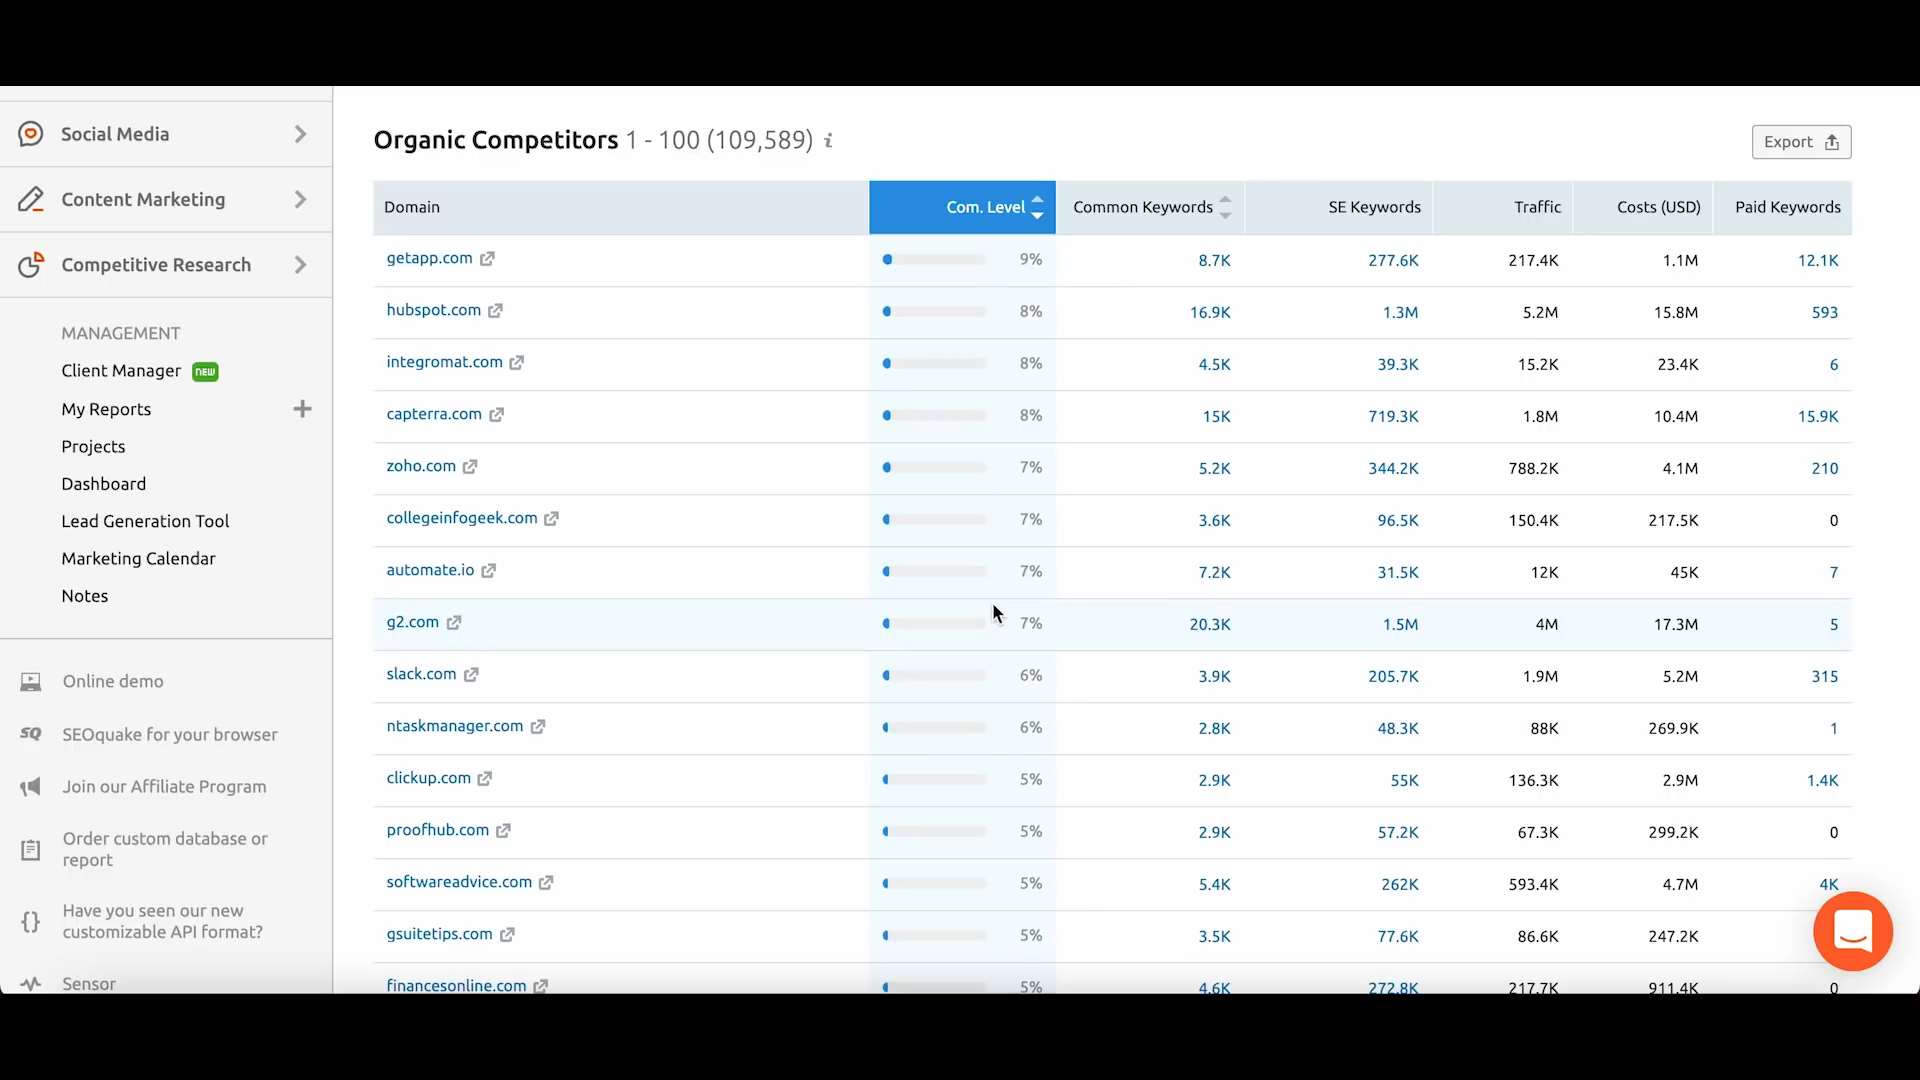 Social Media
Content Marketing
Competitive Research
MANAGEMENT
Client Manager new
My Reports
Projects
Dashboard
Lead Generation Tool
Marketing Calendar
Notes
Online demo
SQ SEOquake for your browser
Join our Affiliate Program
Order custom database or
report
Have you seen our new
customizable API format?
Sensor
Organic Competitors 1 - 100 (109,589) i
Export
Domain Com. Level Common Keywords SE Keywords Traffic Costs (USD) Paid Keywords
getapp.com 9% 8.7K 277.6K 217.4K 1.1M 12.1K
hubspot.com 8% 16.9K 1.3M 5.2M 15.8M 593
integromat.com 8% 4.5K 39.3K 15.2K 23.4K 6
capterra.com 8% 15K 719.3K 1.8M 10.4M 15.9K
zoho.com 7% 5.2K 344.2K 788.2K 4.1M 210
collegeinfogeek.com 7% 3.6K 96.5K 150.4K 217.5K 0
automate.io 7% 7.2K 31.5K 12K 45K 7
g2.com 7% 20.3K 1.5M 4M 17.3M 5
slack.com 6% 3.9K 205.7K 1.9M 5.2M 315
ntaskmanager.com 6% 2.8K 48.3K 88K 269.9K 1
clickup.com 5% 2.9K 55K 136.3K 2.9M 1.4K
proofhub.com 5% 2.9K 57.2K 67.3K 299.2K 0
softwareadvice.com 5% 5.4K 262K 593.4K 4.7M 4K
gsuitetips.com 5% 3.5K 77.6K 86.6K 247.2K
financesonline.com 5% 4.6K 272.8K 217.7K 911.4K 0